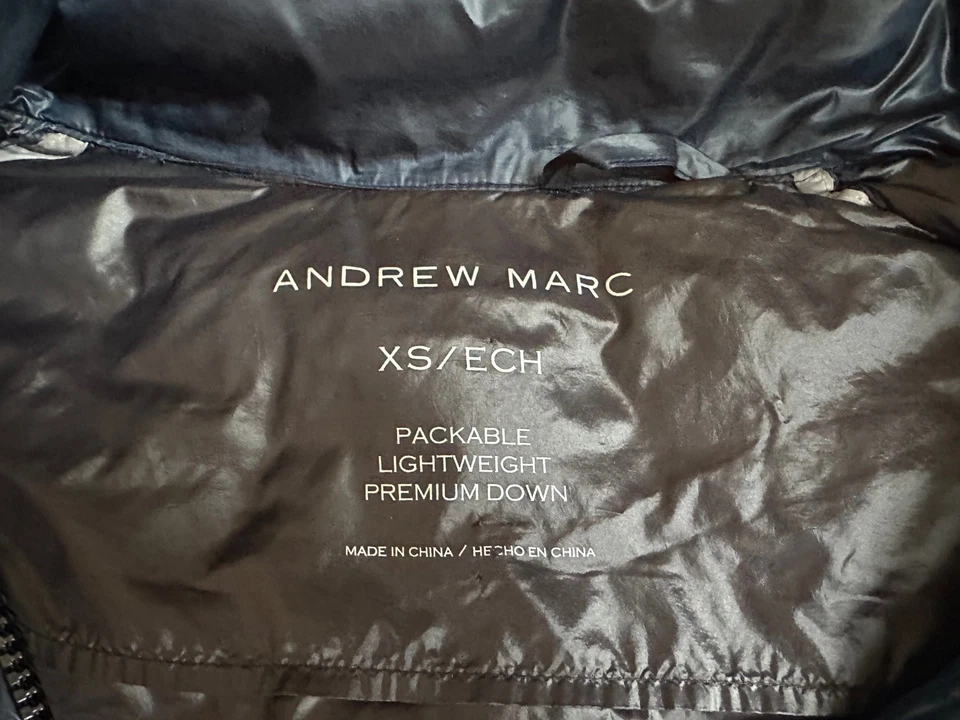 ANDREW MARC
XS/ECH
PACKABLE
LIGHTWEIGHT
PREMIUM DOWN
MADE IN CHINA / HECHO EN CHINA